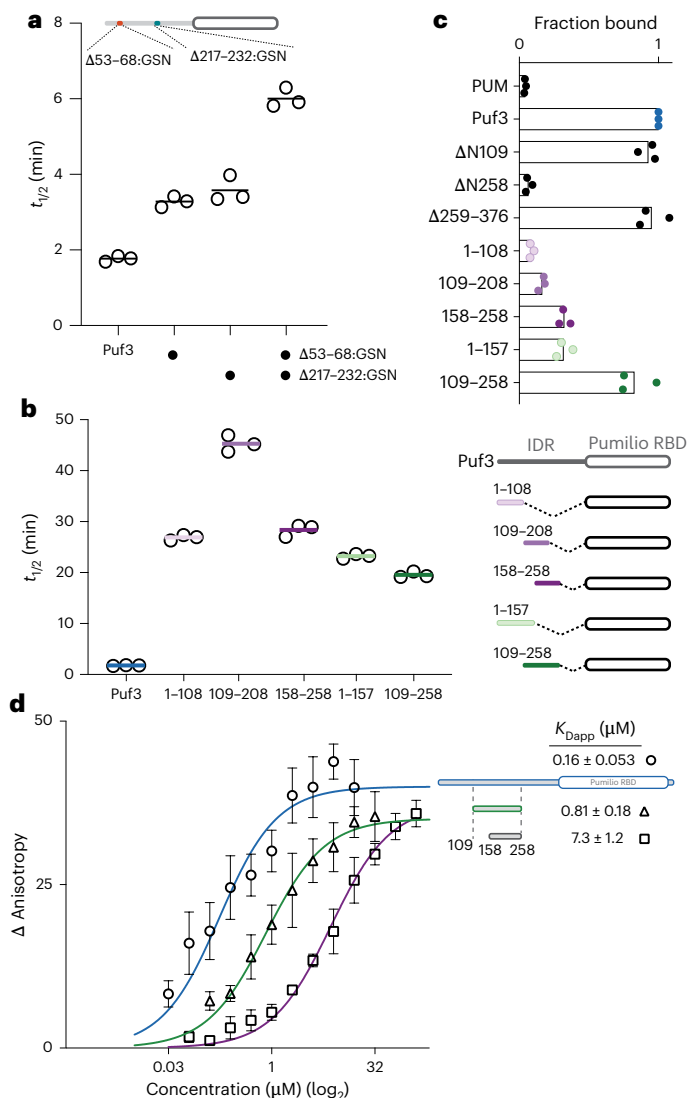 a
8
6
4
2
0
t1/2 (min)
Δ53–68:GSN
Δ217–232:GSN
Puf3
Δ53–68:GSN
Δ217–232:GSN
b
50
40
30
20
10
0
t1/2 (min)
Puf3
1–108
109–208
158–258
1–157
109–258
c
Fraction bound
0
1
PUM
Puf3
ΔN109
ΔN258
Δ259–376
1–108
109–208
158–258
1–157
109–258
IDR
Pumilio RBD
Puf3
1–108
109–208
158–258
1–157
109–258
d
50
25
0
Δ Anisotropy
0.03
1
32
Concentration (μM) (log2)
KDapp (μM)
0.16 ± 0.053
Pumilio RBD
0.81 ± 0.18
7.3 ± 1.2
109
158
258